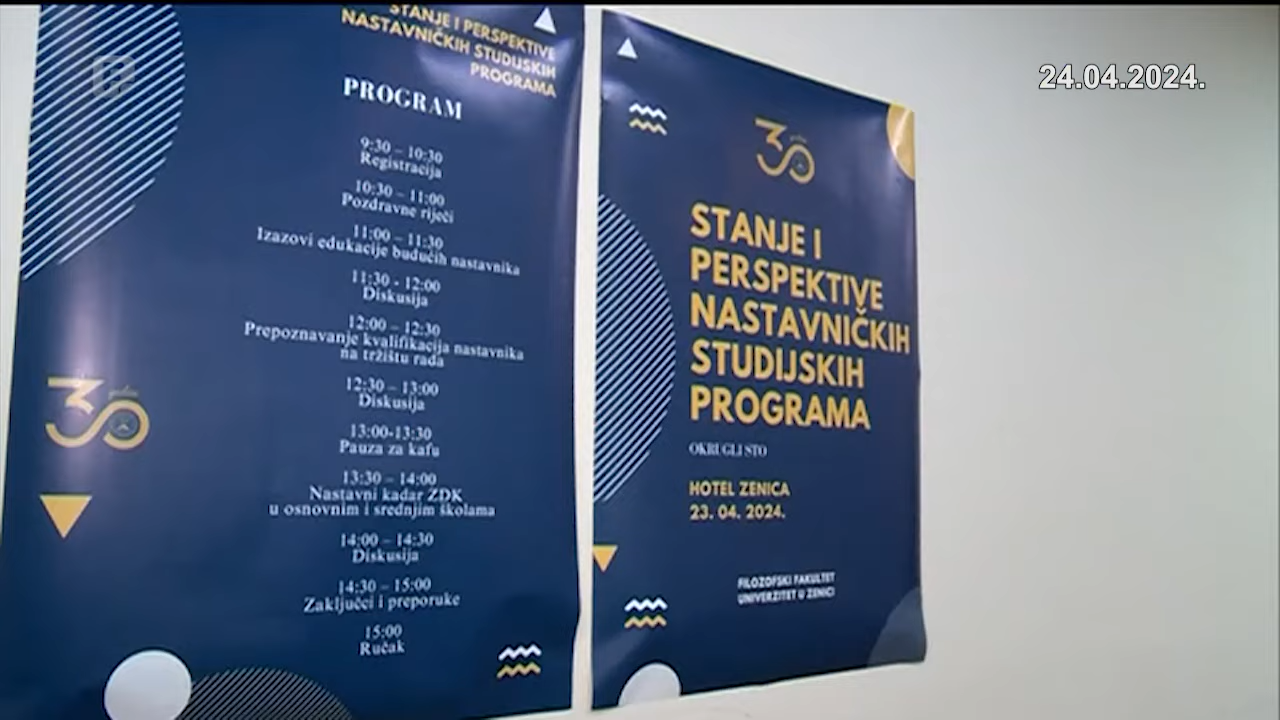 STANJE I PERSPEKTIVE
NASTAVNIČKIH STUDIJSKIH
PROGRAMA
PROGRAM
9:30 – 10:30
Registracija
10:30 – 11:00
Pozdravne riječi
11:00 – 11:30
Izazovi edukacije budućih nastavnika
11:30 - 12:00
Diskusija
12:00 – 12:30
Prepoznavanje kvalifikacija nastavnika
na tržištu rada
12:30 – 13:00
Diskusija
13:00-13:30
Pauza za kafu
13:30 – 14:00
Nastavni kadar ZDK
u osnovnim i srednjim školama
14:00 – 14:30
Diskusija
14:30 – 15:00
Zaključci i preporuke
15:00
Ručak
30
30
STANJE I
PERSPEKTIVE
NASTAVNIČKIH
STUDIJSKIH
PROGRAMA
OKRUGLI STO
HOTEL ZENICA
23. 04. 2024.
FILOZOFSKI FAKULTET
UNIVERZITET U ZENICI
24.04.2024.